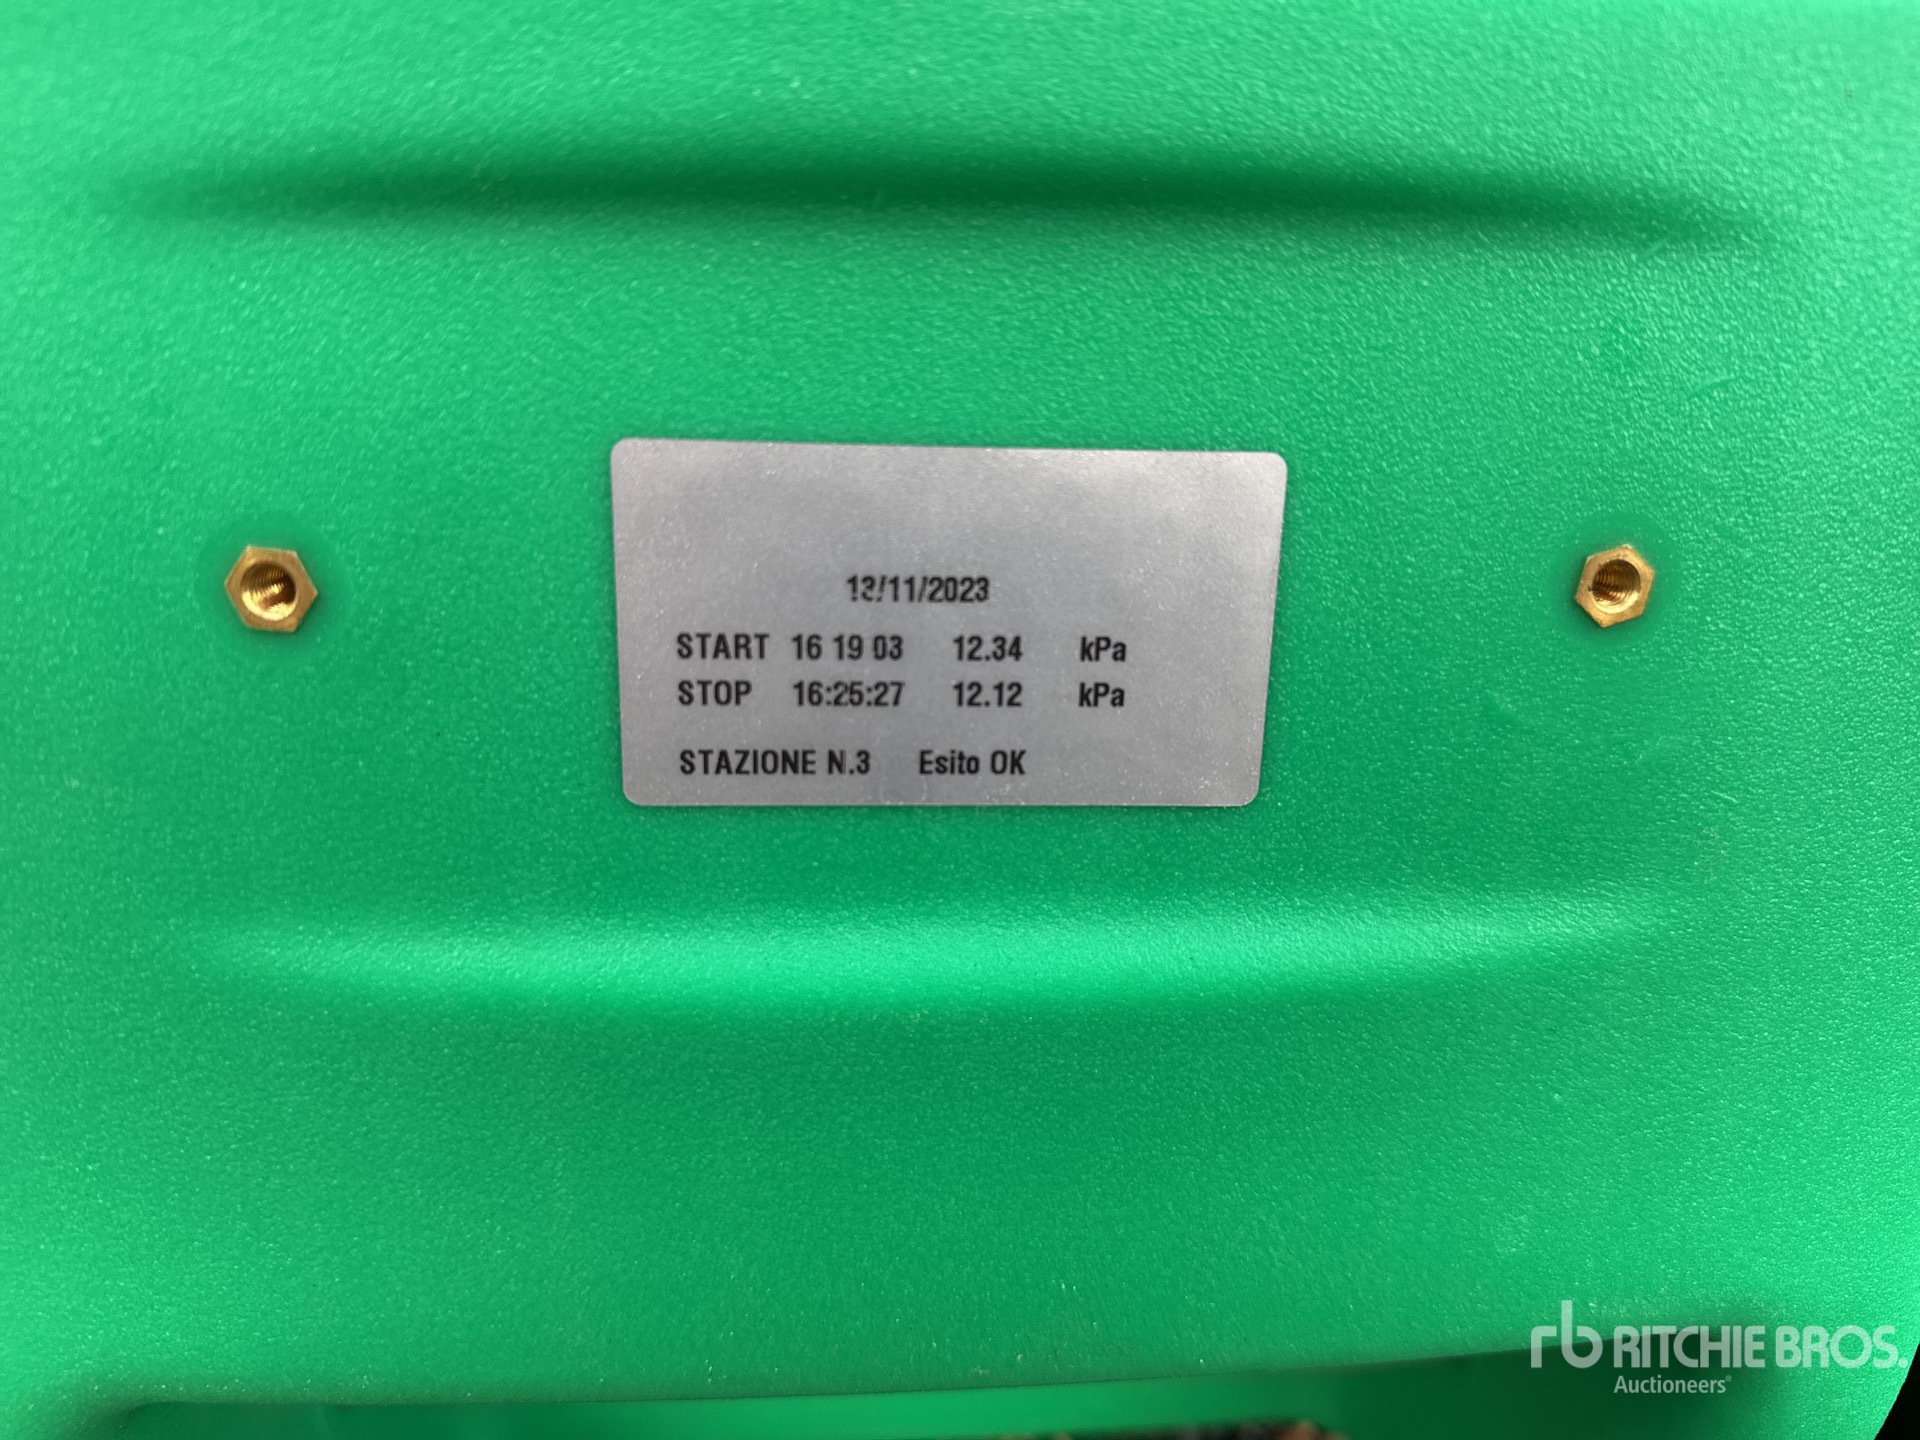 13/11/2023
START 16 19 03 12.34 kPa
STOP 16:25:27 12.12 kPa
STAZIONE N.3 Esito OK
rb RITCHIE BROS.
Auctioneers®